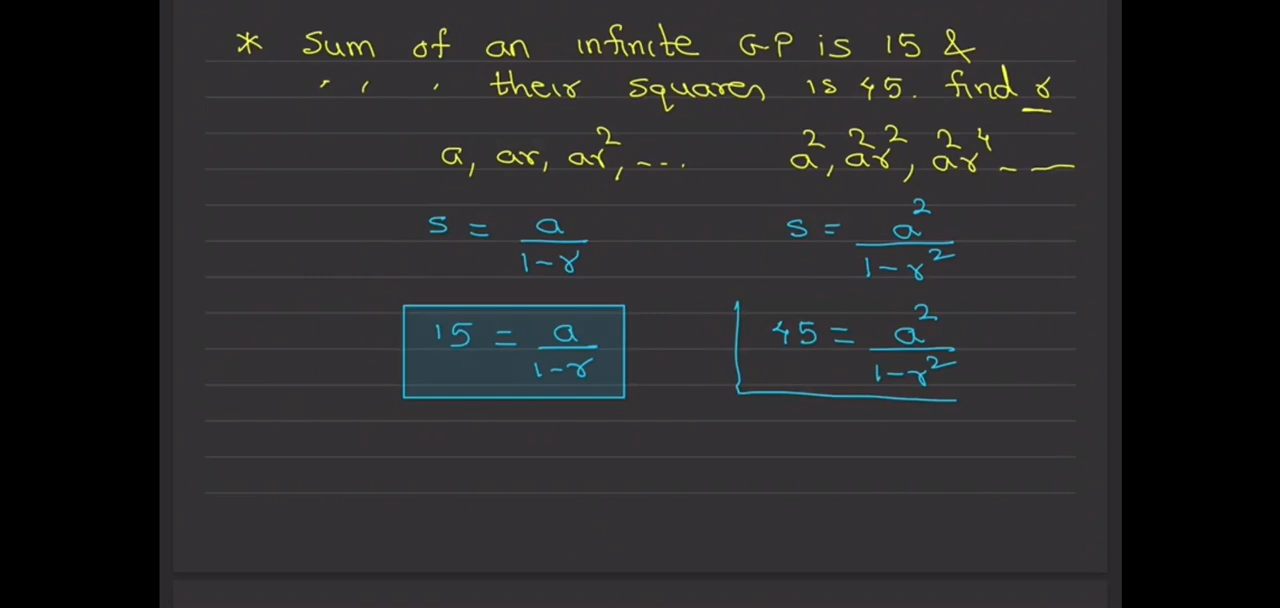 * Sum of an infinite GP is 15 &
" " " their squares is 45. find r
a, ar, ar², ---- a², a²r², a²r⁴ - —
S = a/(1-r) S = a²/(1-r²)
15 = a/(1-r) 45 = a²/(1-r²)